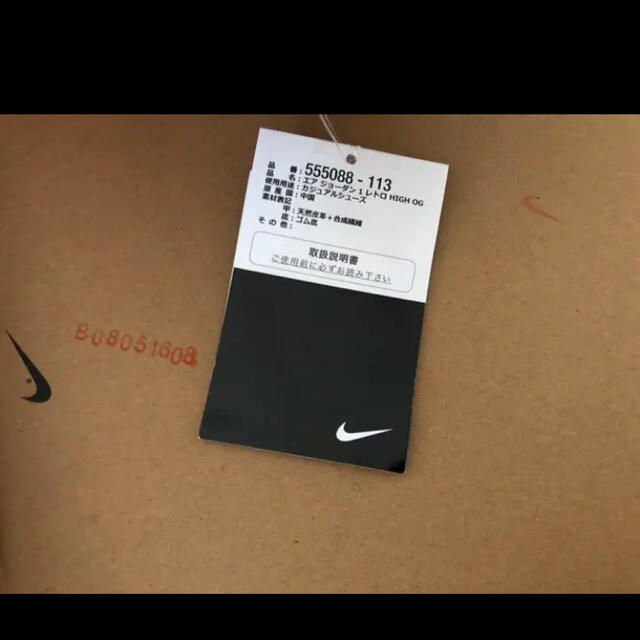 品　番：555088 - 113
品　名：エア ジョーダン 1 レトロ HIGH OG
使用用途：カジュアルシューズ
原 産 国：中国
素材表記
甲：天然皮革＋合成繊維
底：ゴム底
そ の 他：
取扱説明書
ご使用前に必ずお読み下さい
B08051608